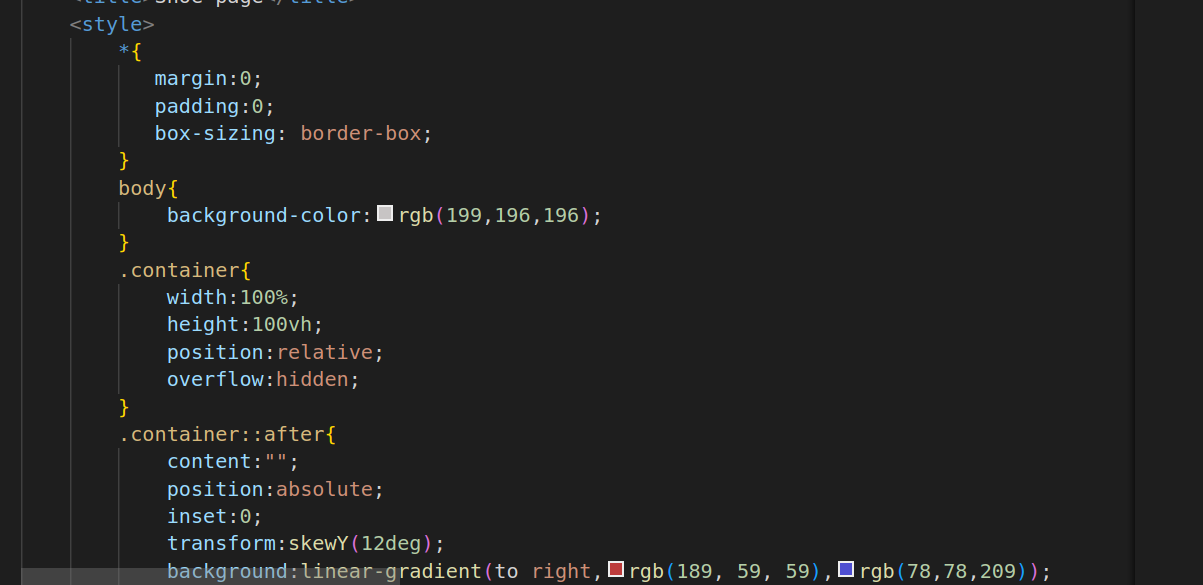 <title>Shoe page</title>
<style>
*{
margin:0;
padding:0;
box-sizing: border-box;
}
body{
background-color:rgb(199,196,196);
}
.container{
width:100%;
height:100vh;
position:relative;
overflow:hidden;
}
.container::after{
content:"";
position:absolute;
inset:0;
transform:skewY(12deg);
background:linear-gradient(to right,rgb(189, 59, 59),rgb(78,78,209));